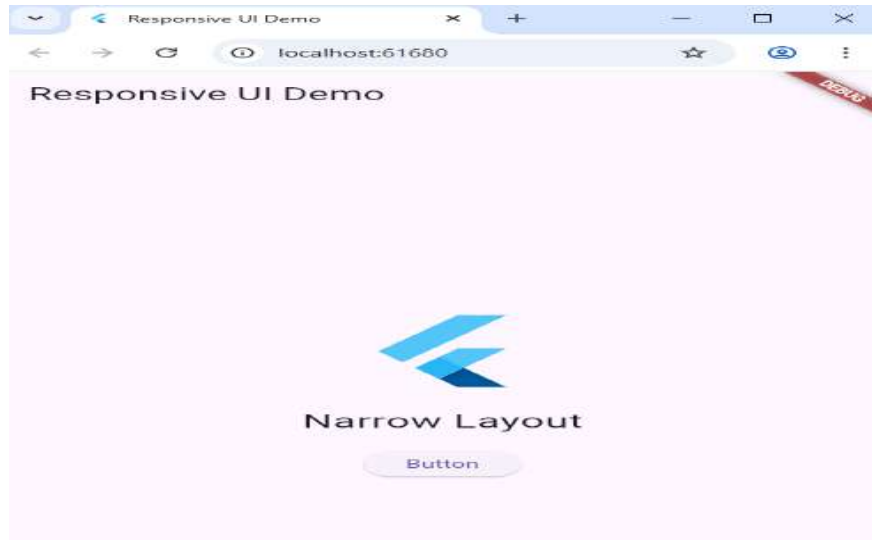 Responsive UI Demo
localhost:61680
Responsive UI Demo
DEBUG
Narrow Layout
Button